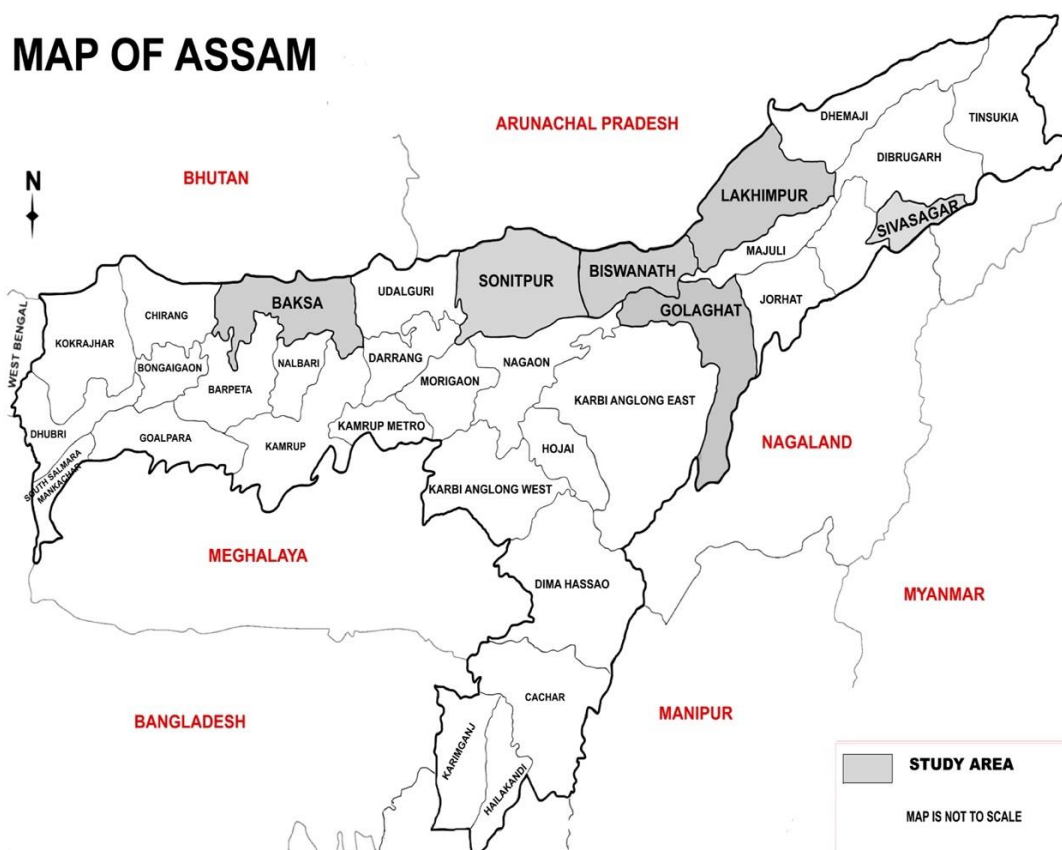 MAP OF ASSAM
ARUNACHAL PRADESH
DHEMAJI
TINSUKIA
DIBRUGARH
BHUTAN
N
LAKHIMPUR
SIVASAGAR
MAJULI
SONITPUR
BISWANATH
UDALGURI
BAKSA
GOLAGHAT
JORHAT
CHIRANG
WEST BENGAL
KOKRAJHAR
BONGAIGAON
NALBARI
DARRANG
NAGAON
BARPETA
MORIGAON
KARBI ANGLONG EAST
DHUBRI
GOALPARA
KAMRUP
KAMRUP METRO
HOJAI
NAGALAND
SOUTH SALMARA
MANKACHAR
KARBI ANGLONG WEST
MEGHALAYA
DIMA HASSAO
MYANMAR
CACHAR
BANGLADESH
MANIPUR
KARIMGANJ
HAILAKANDI
STUDY AREA
MAP IS NOT TO SCALE